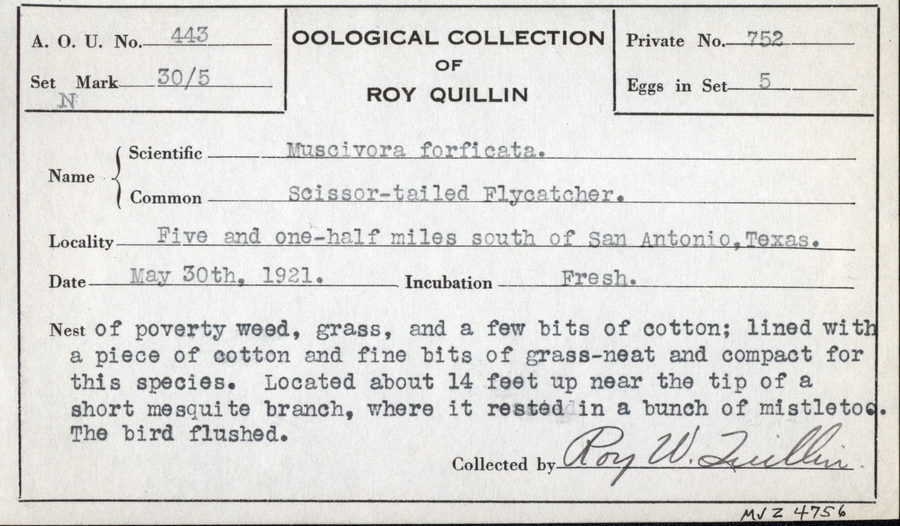 A. O. U. No. 443
Set Mark 30/5
N
OOLOGICAL COLLECTION
OF
ROY QUILLIN
Private No. 752
Eggs in Set 5
Name
Scientific Muscivora forficata.
Common Scissor-tailed Flycatcher.
Locality Five and one-half miles south of San Antonio,Texas.
Date May 30th, 1921. Incubation Fresh.
Nest of poverty weed, grass, and a few bits of cotton; lined with
a piece of cotton and fine bits of grass-neat and compact for
this species. Located about 14 feet up near the tip of a
short mesquite branch, where it rested in a bunch of mistletoe.
The bird flushed.
Collected by Roy W. Quillin.
MVZ 4756